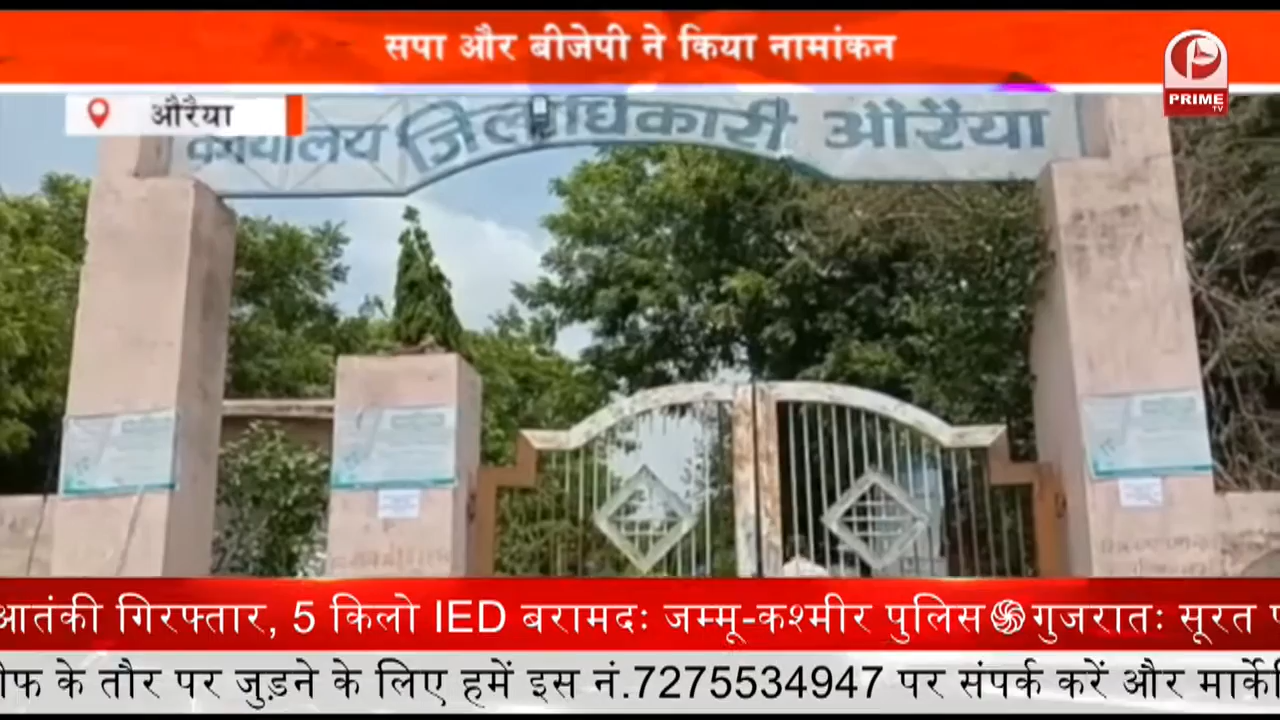 सपा और बीजेपी ने किया नामांकन
PRIME
TV
औरैया
कार्यालय जिलाधिकारी औरैया
आतंकी गिरफ्तार, 5 किलो IED बरामदः जम्मू-कश्मीर पुलिस गुजरातः सूरत
के तौर पर जुड़ने के लिए हमें इस नं.7275534947 पर संपर्क करें और